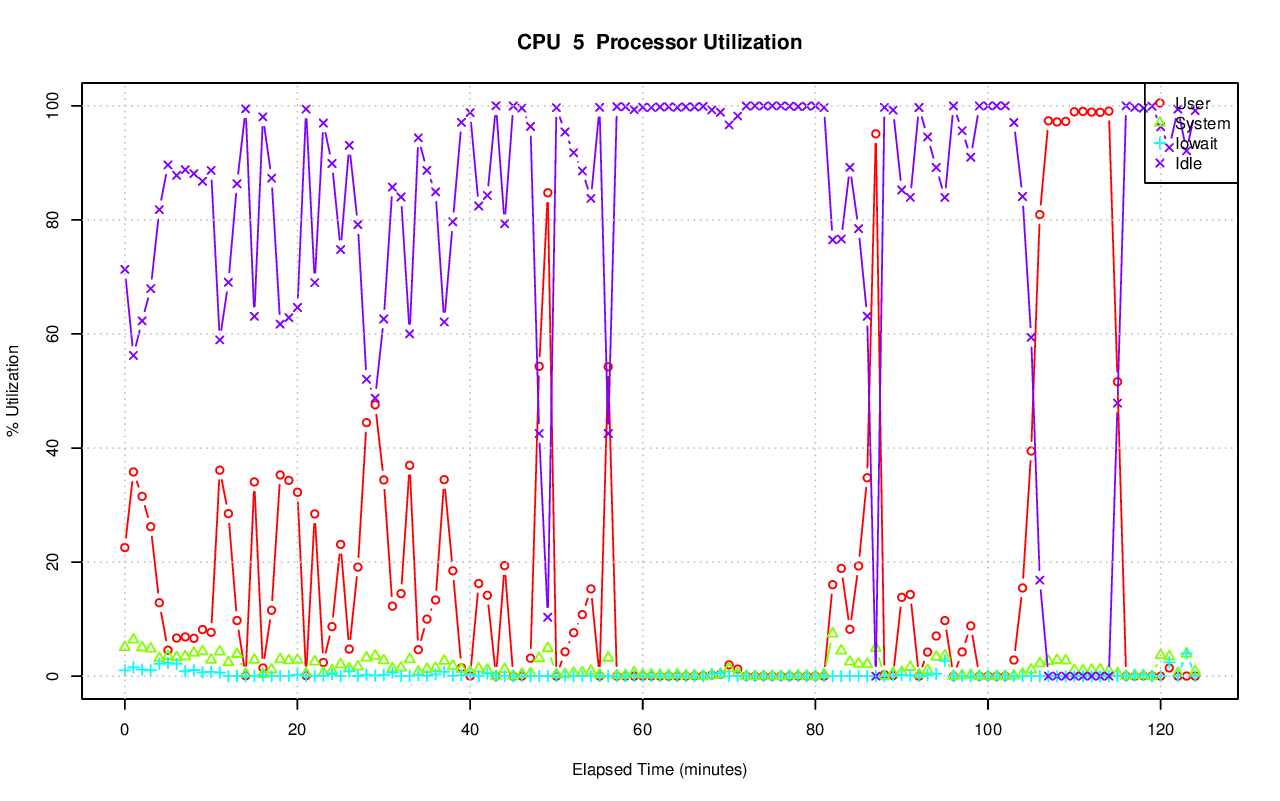 CPU  5  Processor Utilization
100
80
60
40
20
0
% Utilization
User
System
Iowait
Idle
0
20
40
60
80
100
120
Elapsed Time (minutes)